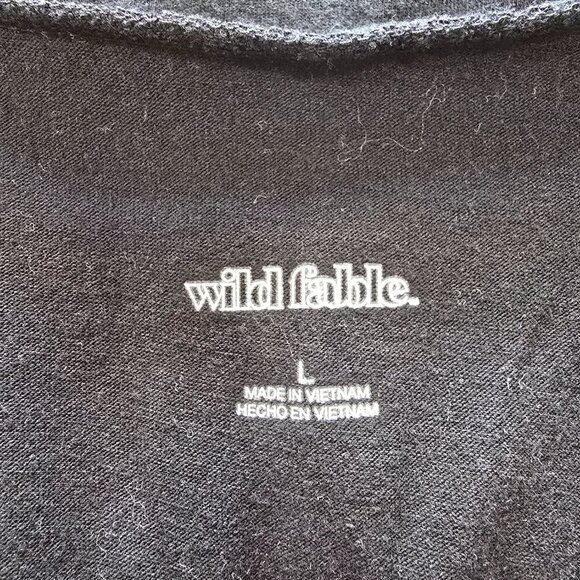 wild fable.
L
MADE IN VIETNAM
HECHO EN VIETNAM